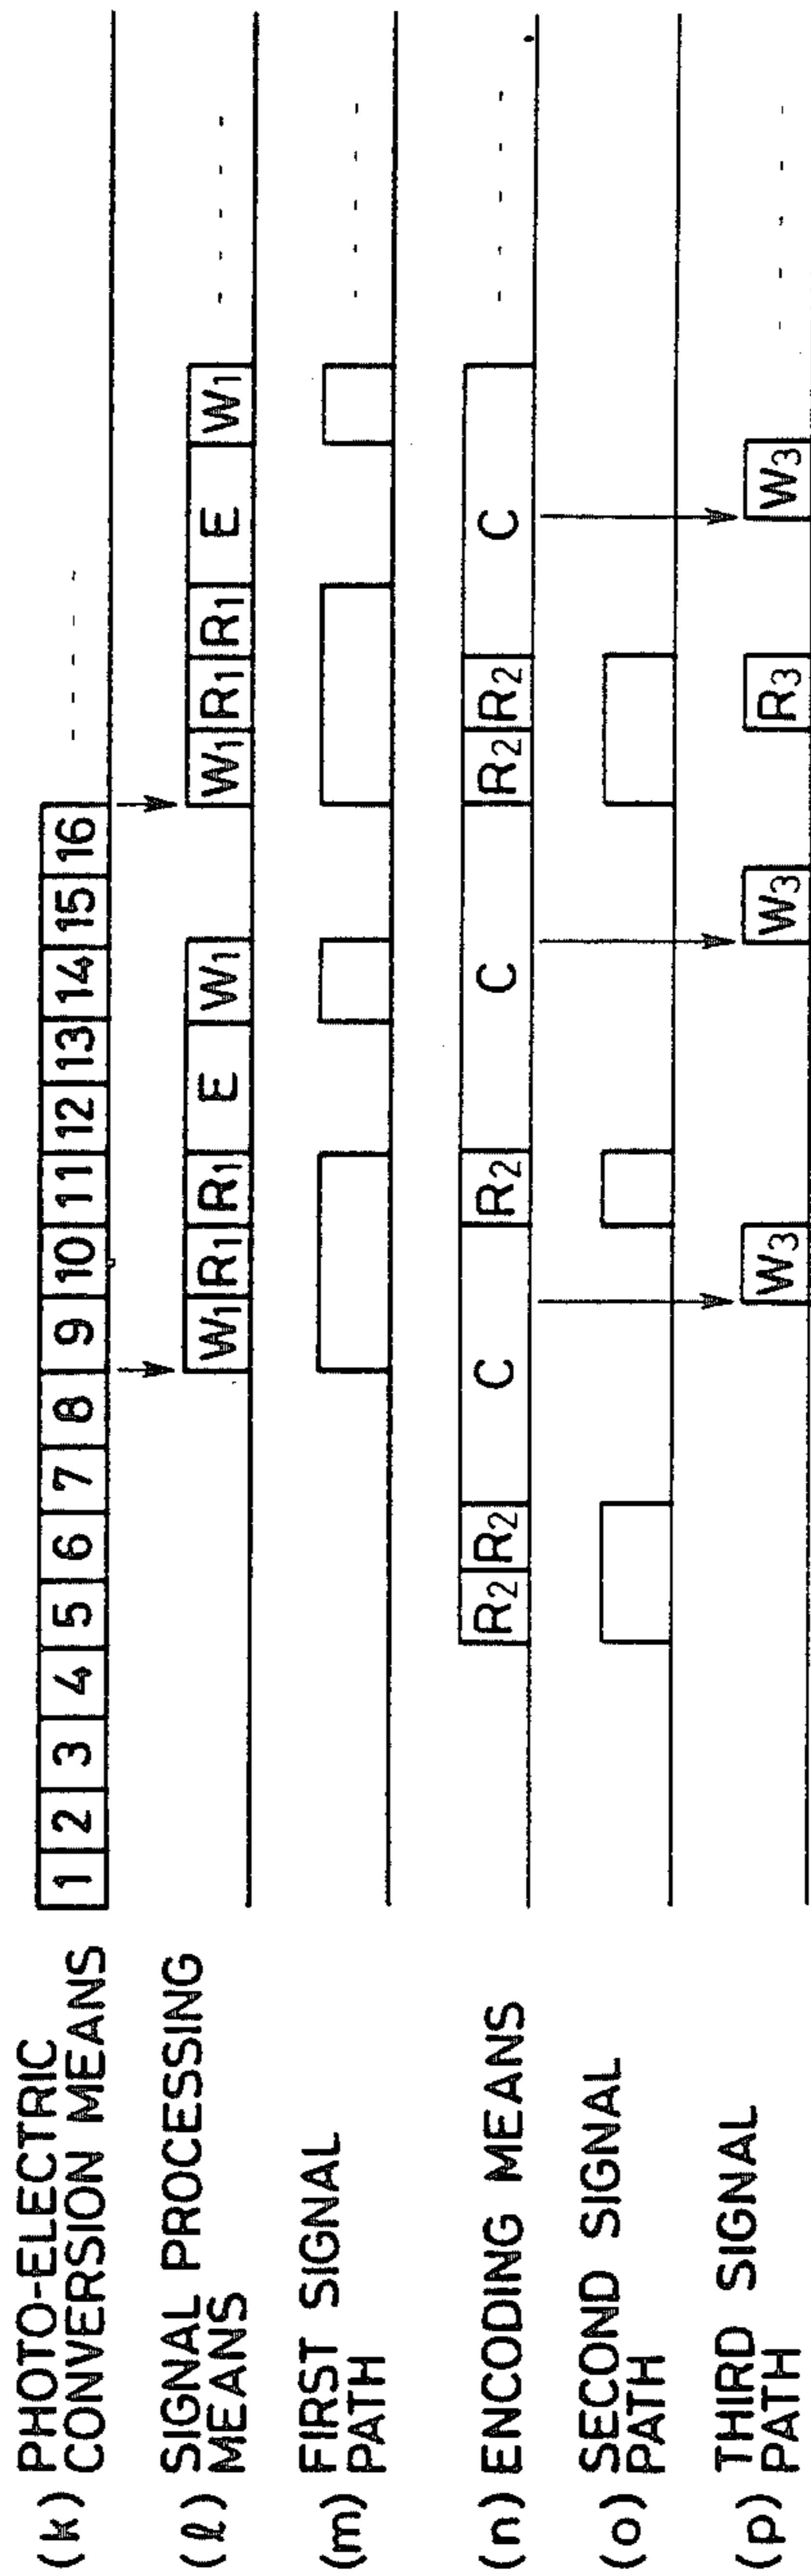 (k) PHOTO-ELECTRIC
CONVERSION MEANS
1 2 3 4 5 6 7 8 9 10 11 12 13 14 15 16
(ℓ) SIGNAL PROCESSING
MEANS
W1 R1 R1 E W1 W1 R1 R1 E W1
(m) FIRST SIGNAL
PATH
(n) ENCODING MEANS
R2 R2 C R2 C R2 R2 C
(o) SECOND SIGNAL
PATH
(p) THIRD SIGNAL
PATH
W3 W3 R3 W3